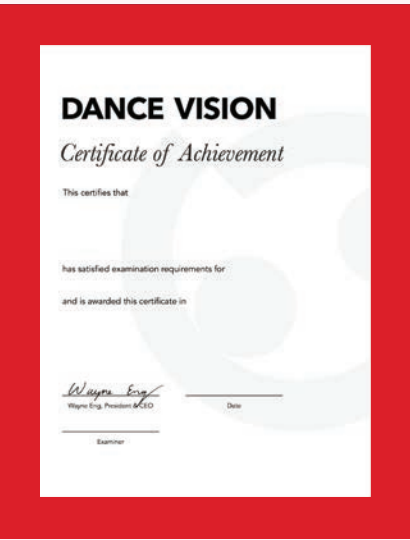 DANCE VISION
Certificate of Achievement
This certifies that
has satisfied examination requirements for
and is awarded this certificate in
Wayne Eng
Wayne Eng, President & CEO
Date
Examiner